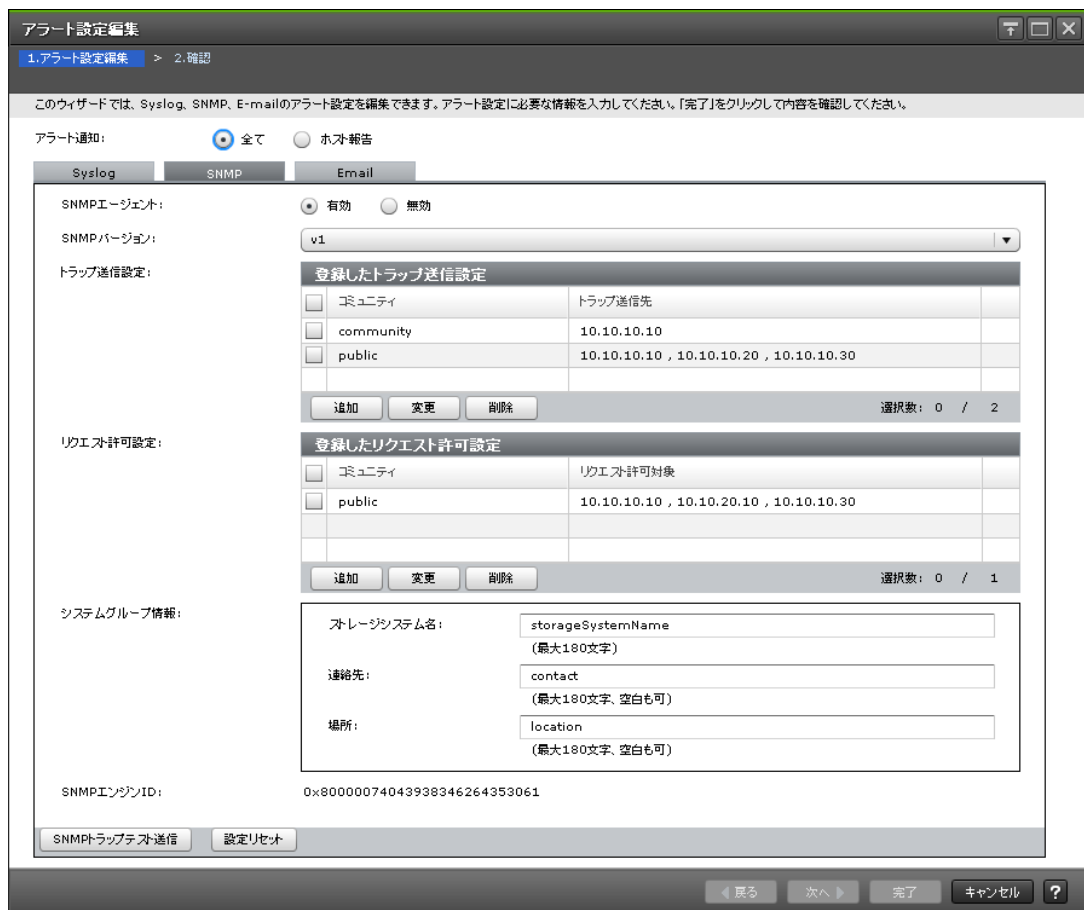 アラート設定編集
1.アラート設定編集 > 2.確認
このウィザードでは、Syslog、SNMP、E-mailのアラート設定を編集できます。アラート設定に必要な情報を入力してください。「完了」をクリックして内容を確認してください。
アラート通知: 全て ホスト報告
Syslog SNMP Email
SNMPエージェント: 有効 無効
SNMPバージョン: v1
トラップ送信設定: 登録したトラップ送信設定
コミュニティ トラップ送信先
community 10.10.10.10
public 10.10.10.10 , 10.10.10.20 , 10.10.10.30
追加 変更 削除 選択数: 0 / 2
リクエスト許可設定: 登録したリクエスト許可設定
コミュニティ リクエスト許可対象
public 10.10.10.10 , 10.10.20.10 , 10.10.10.30
追加 変更 削除 選択数: 0 / 1
システムグループ情報: ストレージシステム名: storageSystemName
(最大180文字)
連絡先: contact
(最大180文字、空白も可)
場所: location
(最大180文字、空白も可)
SNMPエンジンID: 0x80000074043938346264353061
SNMPトラップテスト送信 設定リセット
戻る 次へ 完了 キャンセル ?